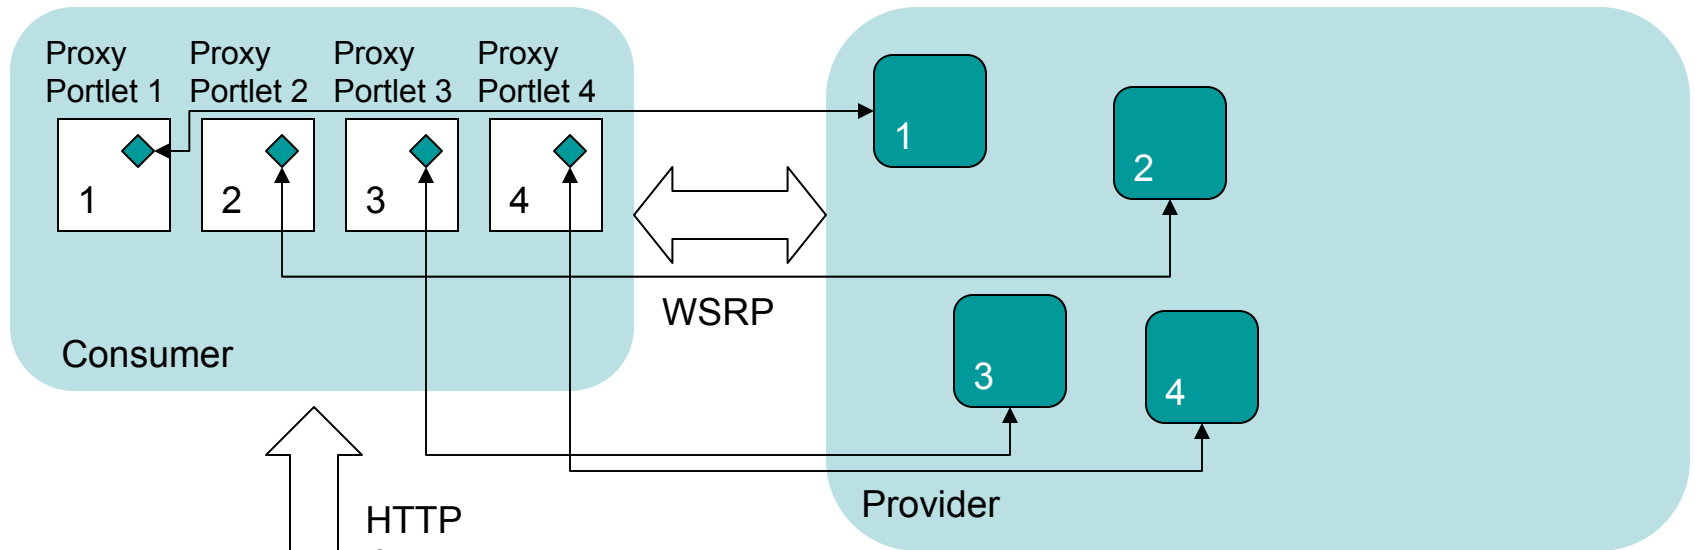 Proxy
Portlet 1
Proxy
Portlet 2
Proxy
Portlet 3
Proxy
Portlet 4
1
2
3
4
1
2
WSRP
Consumer
3
4
Provider
HTTP